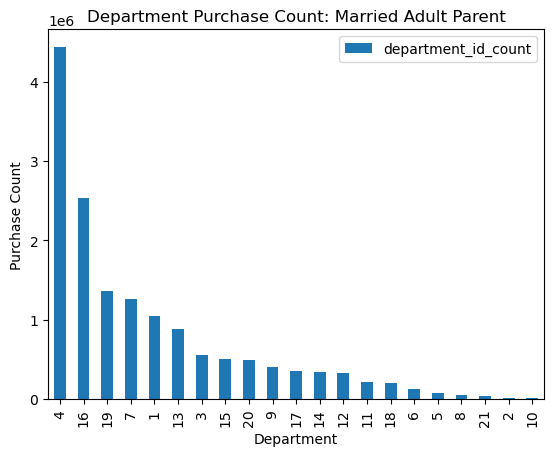 Department Purchase Count: Married Adult Parent
1e6
department_id_count
4
3
2
1
0
Purchase Count
4 16 19 7 1 13 3 15 20 9 17 14 12 11 18 6 5 8 21 2 10
Department